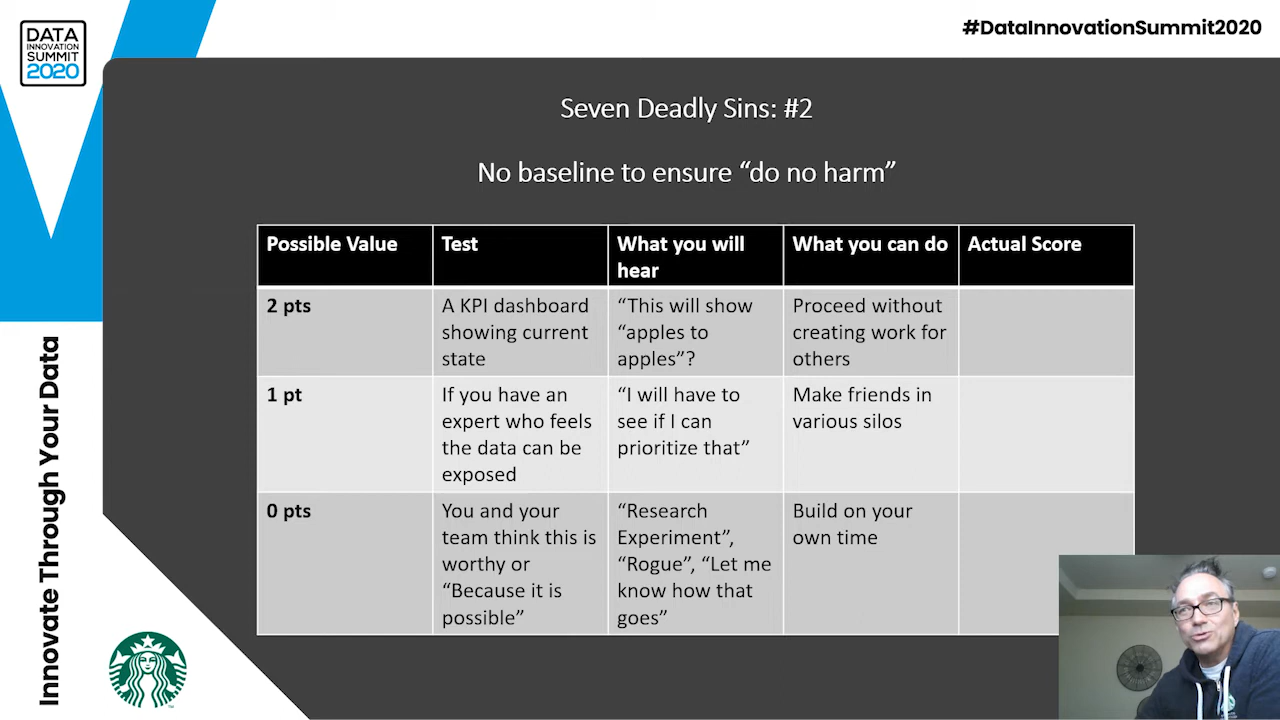 DATA
INNOVATION
SUMMIT
2020
#DataInnovationSummit2020
Innovate Through Your Data
Seven Deadly Sins: #2
No baseline to ensure “do no harm”
Possible Value
Test
What you will
hear
What you can do
Actual Score
2 pts
A KPI dashboard
showing current
state
“This will show
“apples to
apples”?
Proceed without
creating work for
others
1 pt
If you have an
expert who feels
the data can be
exposed
“I will have to
see if I can
prioritize that”
Make friends in
various silos
0 pts
You and your
team think this is
worthy or
“Because it is
possible”
“Research
Experiment”,
“Rogue”, “Let me
know how that
goes”
Build on your
own time
TM